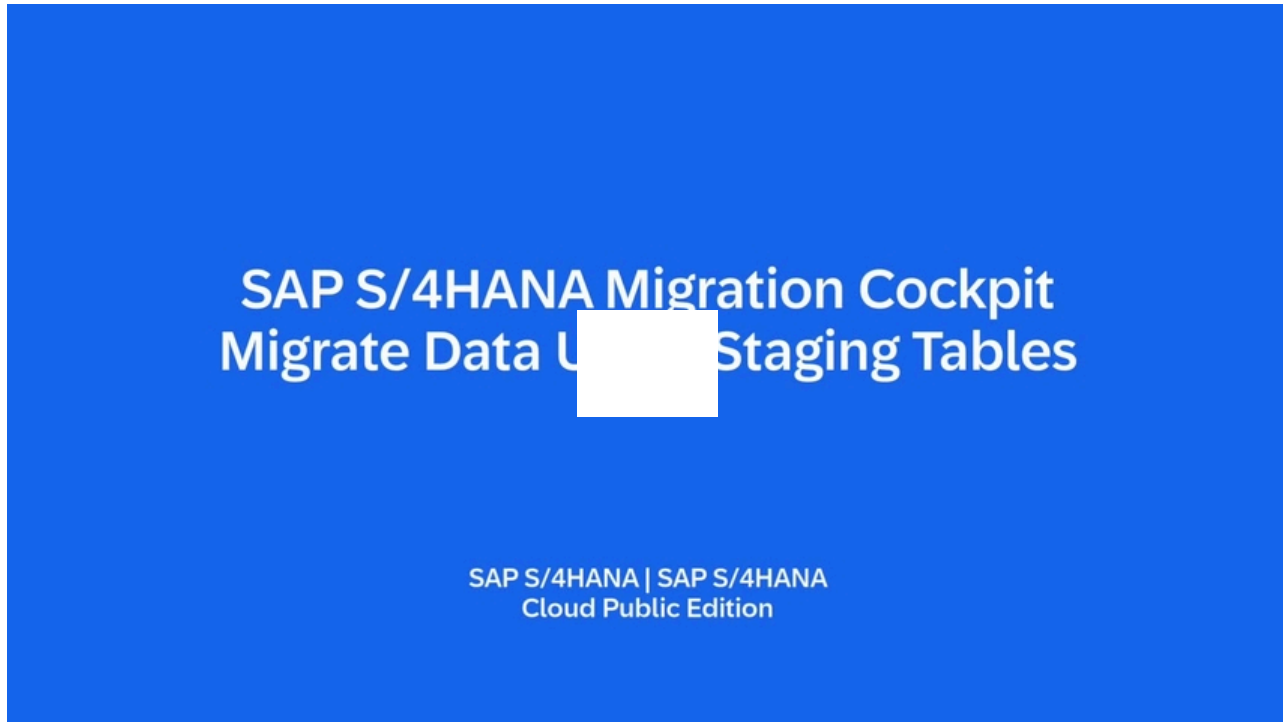 SAP S/4HANA Migration Cockpit
Migrate Data Staging Tables
SAP S/4HANA | SAP S/4HANA
Cloud Public Edition